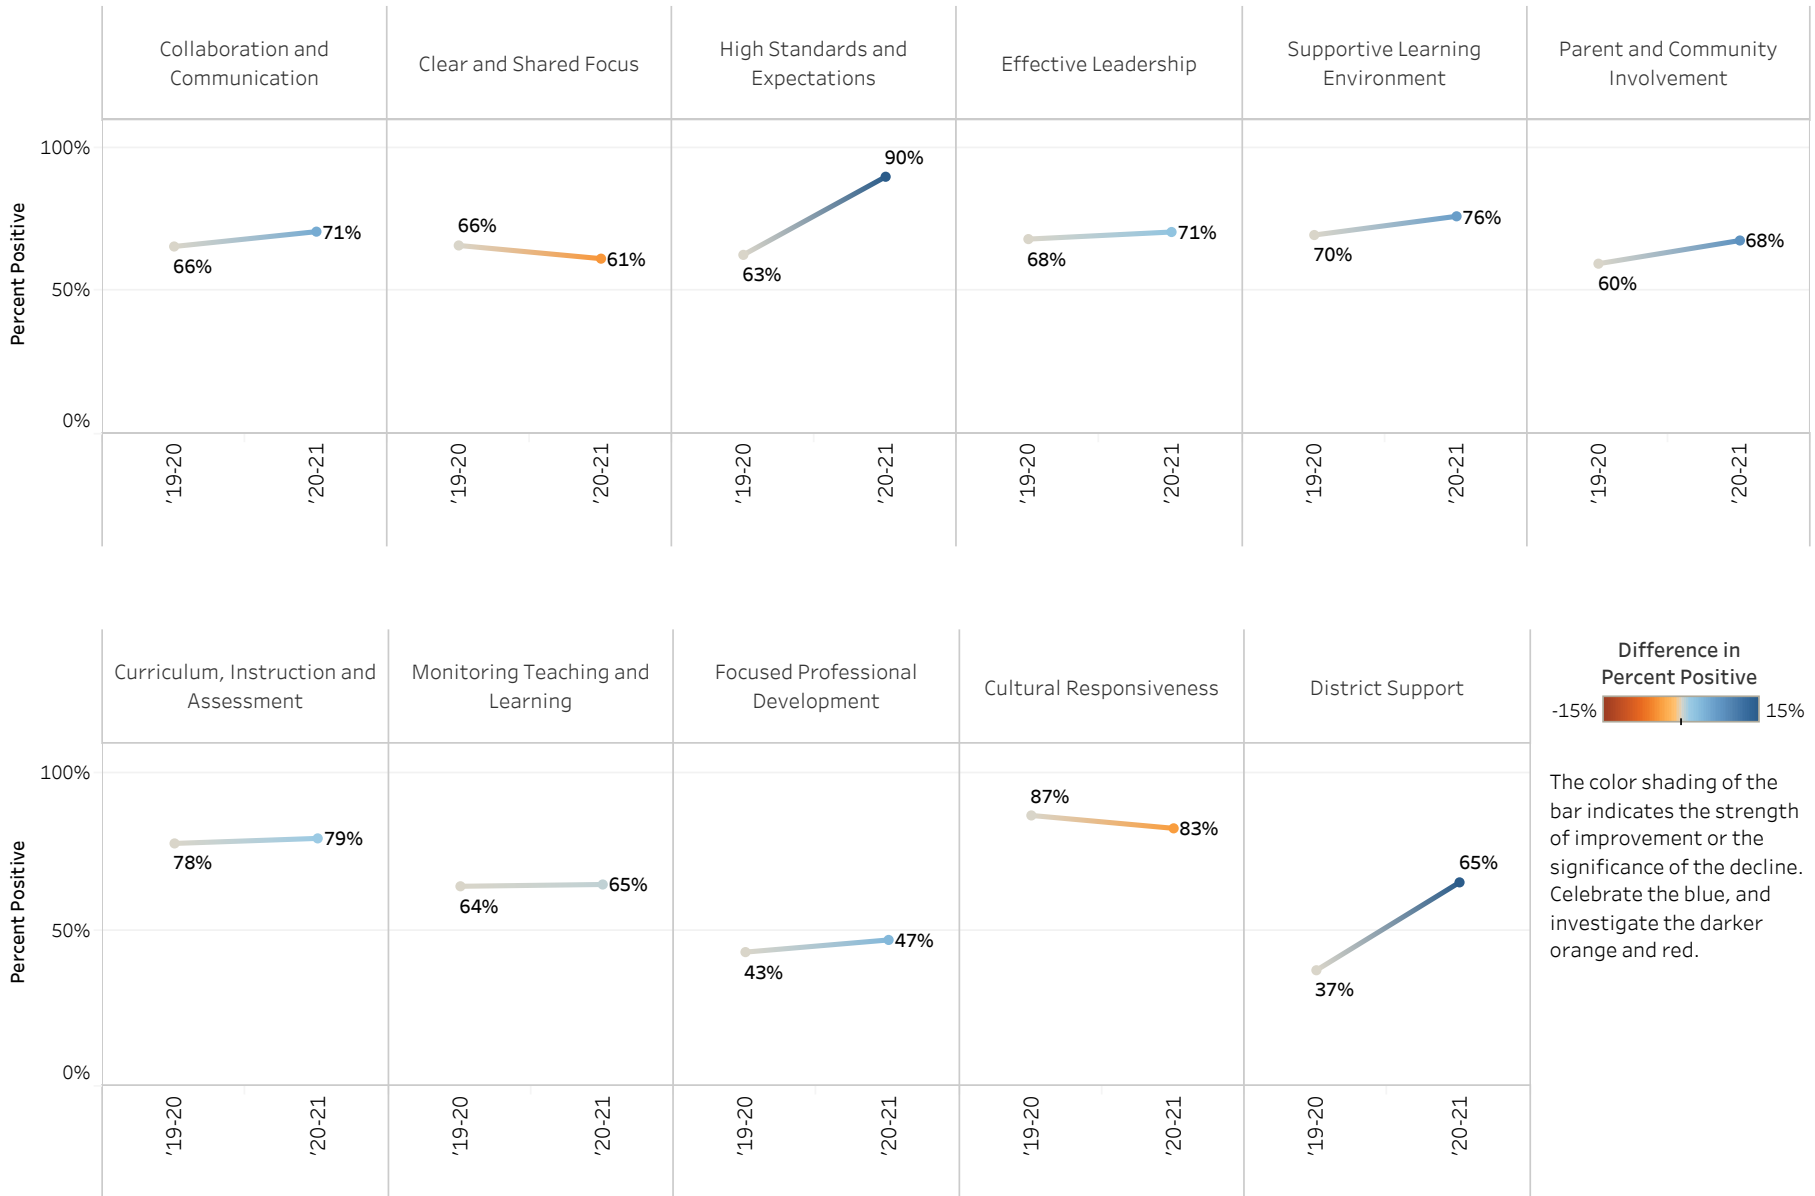 Collaboration and
Communication
Clear and Shared Focus
High Standards and
Expectations
Effective Leadership
Supportive Learning
Environment
Parent and Community
Involvement
Percent Positive
100%
50%
0%
66%
71%
66%
61%
63%
90%
68%
71%
70%
76%
60%
68%
'19-20
'20-21
'19-20
'20-21
'19-20
'20-21
'19-20
'20-21
'19-20
'20-21
'19-20
'20-21
Curriculum, Instruction and
Assessment
Monitoring Teaching and
Learning
Focused Professional
Development
Cultural Responsiveness
District Support
Percent Positive
100%
50%
0%
78%
79%
64%
65%
43%
47%
87%
83%
37%
65%
'19-20
'20-21
'19-20
'20-21
'19-20
'20-21
'19-20
'20-21
'19-20
'20-21
Difference in
Percent Positive
-15% 15%
The color shading of the
bar indicates the strength
of improvement or the
significance of the decline.
Celebrate the blue, and
investigate the darker
orange and red.